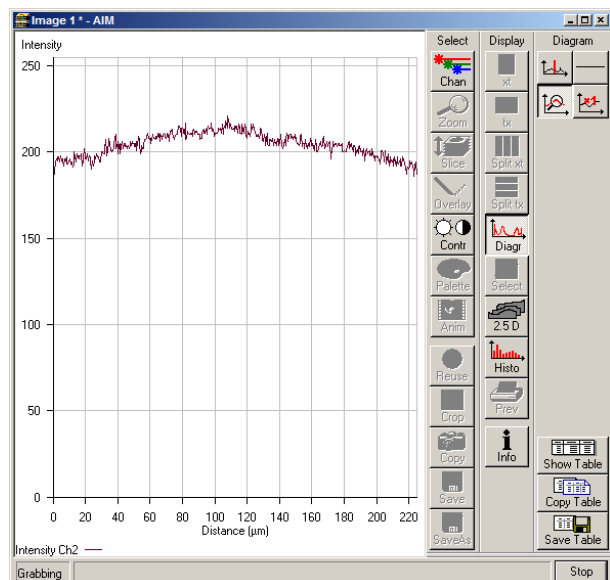 Image 1 * - AIM
Intensity
250
200
150
100
50
0
0 20 40 60 80 100 120 140 160 180 200 220
Distance (µm)
Intensity Ch2
Select
Chan
Zoom
Slice
Overlay
Contr
Palette
Anim
Reuse
Crop
Copy
Save
SaveAs
Display
xt
tx
Split xt
Split tx
Diagr
Select
2.5 D
Histo
Prev
Info
Diagram
Show Table
Copy Table
Save Table
Grabbing
Stop